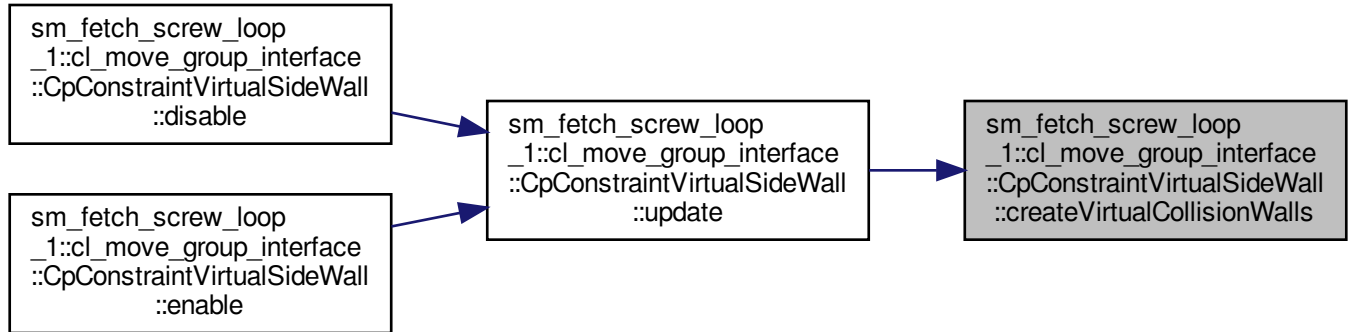 sm_fetch_screw_loop
_1::cl_move_group_interface
::CpConstraintVirtualSideWall
::disable
sm_fetch_screw_loop
_1::cl_move_group_interface
::CpConstraintVirtualSideWall
::enable
sm_fetch_screw_loop
_1::cl_move_group_interface
::CpConstraintVirtualSideWall
::update
sm_fetch_screw_loop
_1::cl_move_group_interface
::CpConstraintVirtualSideWall
::createVirtualCollisionWalls